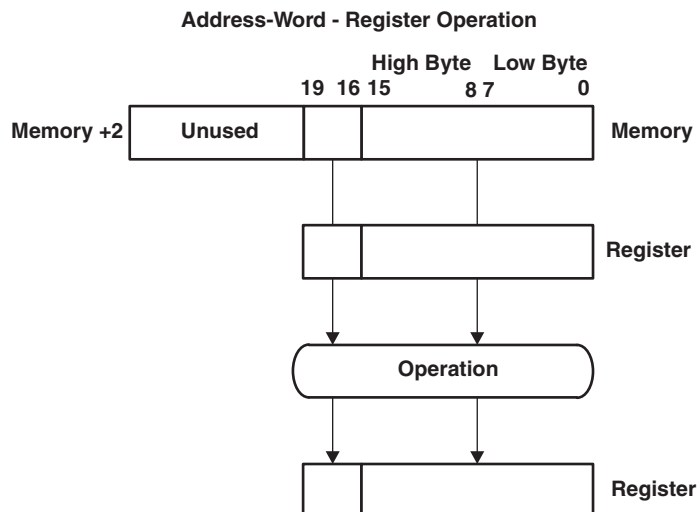 Address-Word - Register Operation
High Byte Low Byte
19 16 15 8 7 0
Memory +2 Unused Memory
Register
Operation
Register